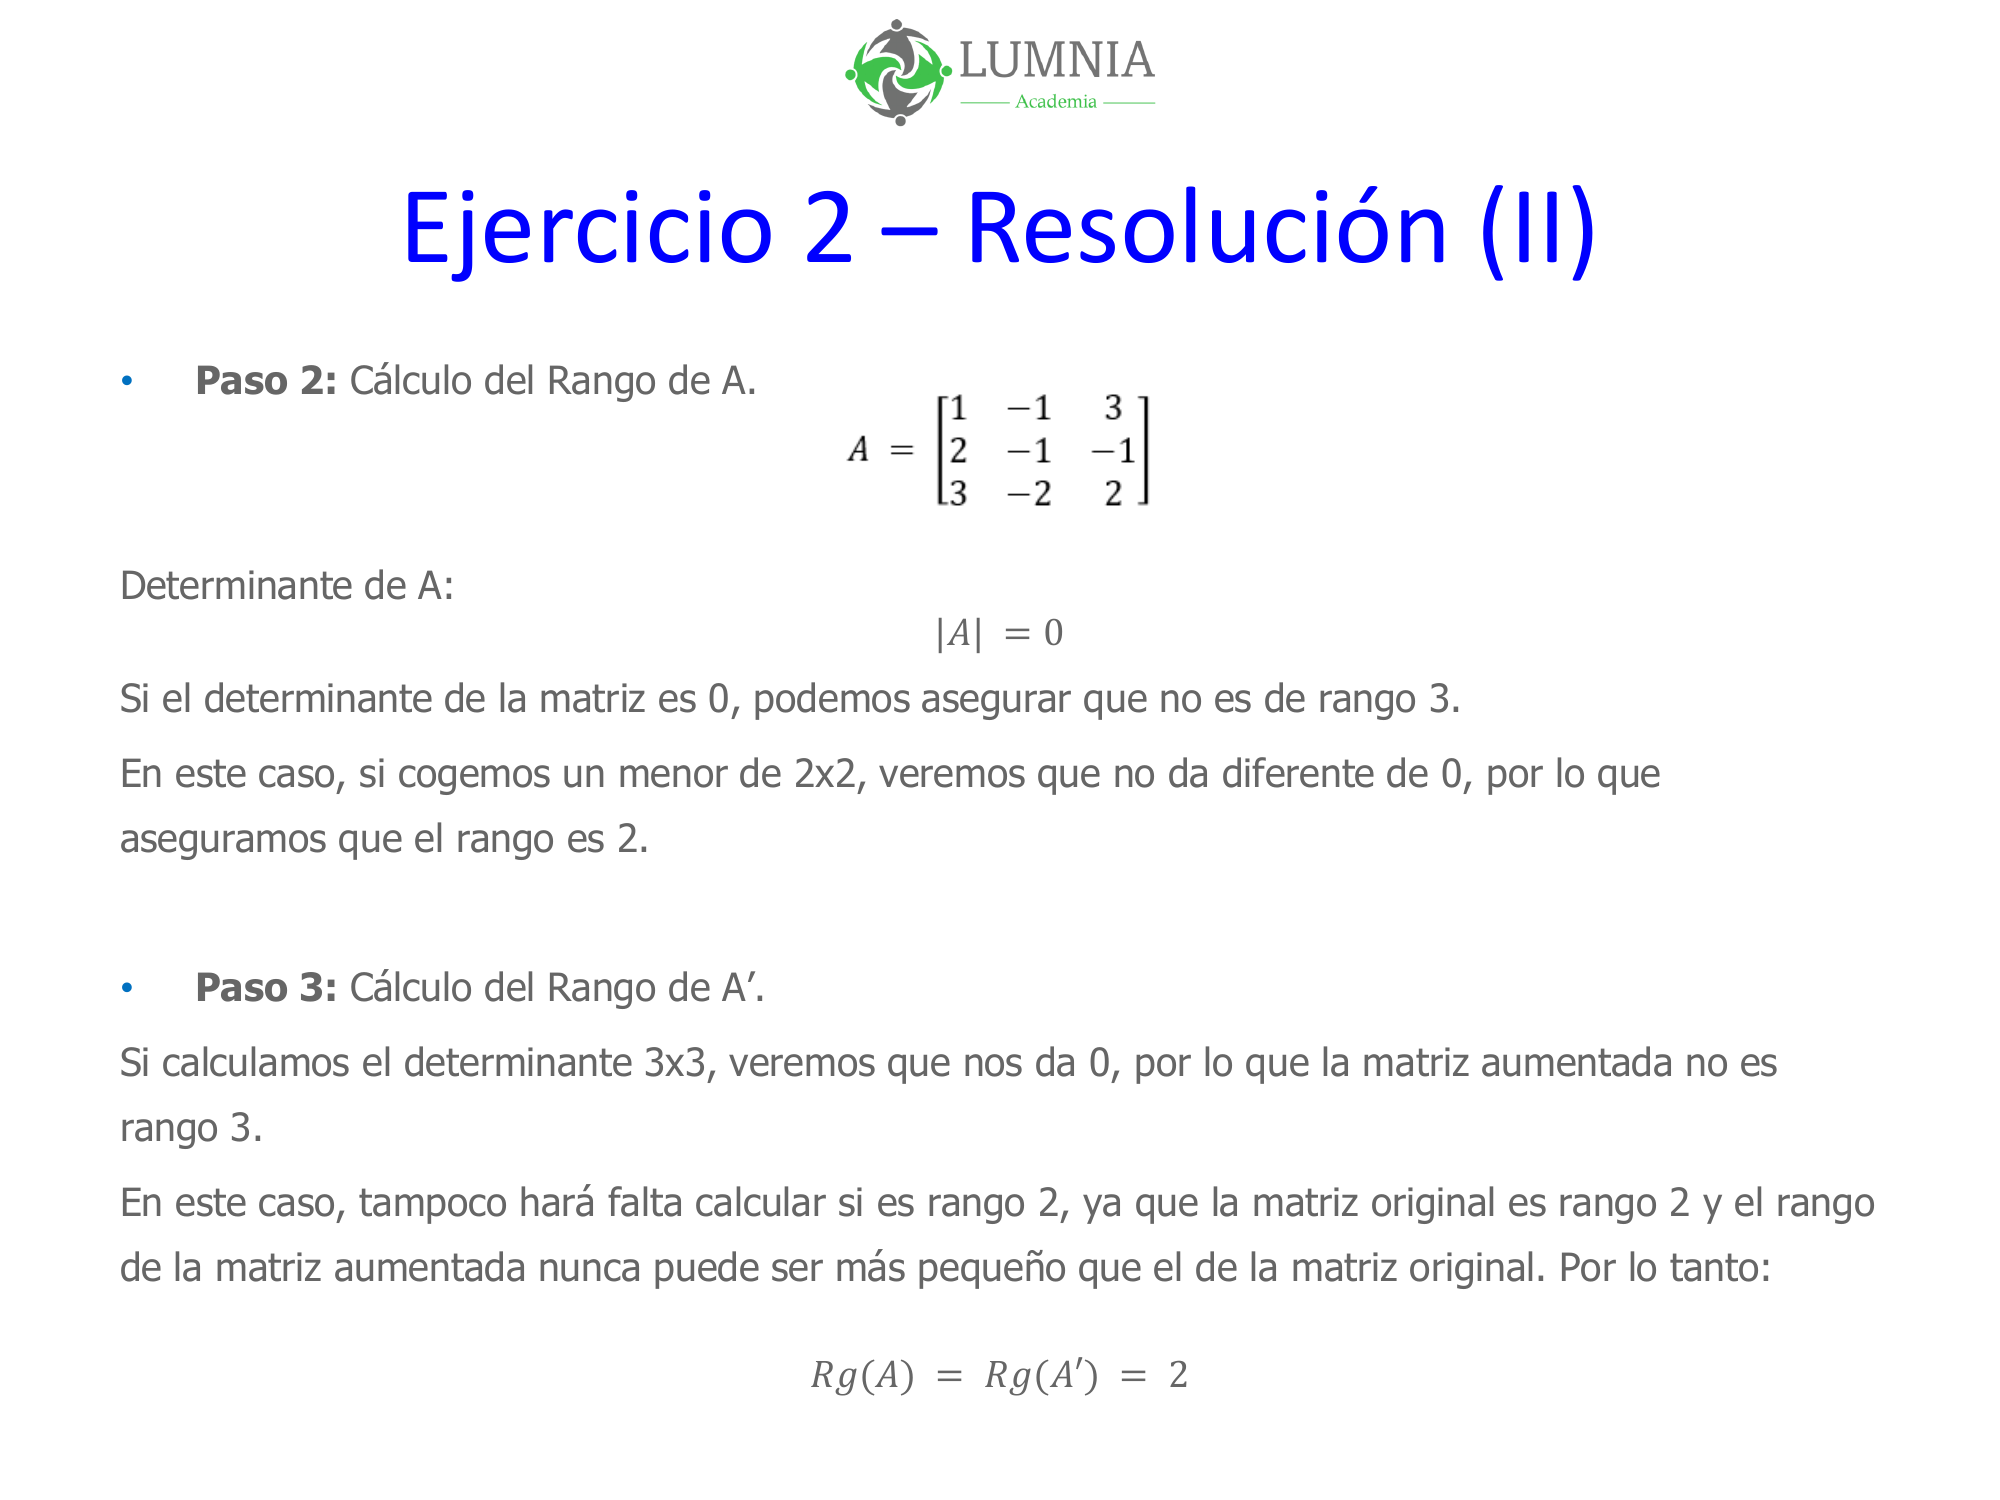 LUMNIA
Academia
Ejercicio 2 – Resolución (II)
• Paso 2: Cálculo del Rango de A.
A = [1 −1 3
2 −1 −1
3 −2 2]
Determinante de A:
|A| = 0
Si el determinante de la matriz es 0, podemos asegurar que no es de rango 3.
En este caso, si cogemos un menor de 2x2, veremos que no da diferente de 0, por lo que
aseguramos que el rango es 2.
• Paso 3: Cálculo del Rango de A’.
Si calculamos el determinante 3x3, veremos que nos da 0, por lo que la matriz aumentada no es
rango 3.
En este caso, tampoco hará falta calcular si es rango 2, ya que la matriz original es rango 2 y el rango
de la matriz aumentada nunca puede ser más pequeño que el de la matriz original. Por lo tanto:
Rg(A) = Rg(A′) = 2